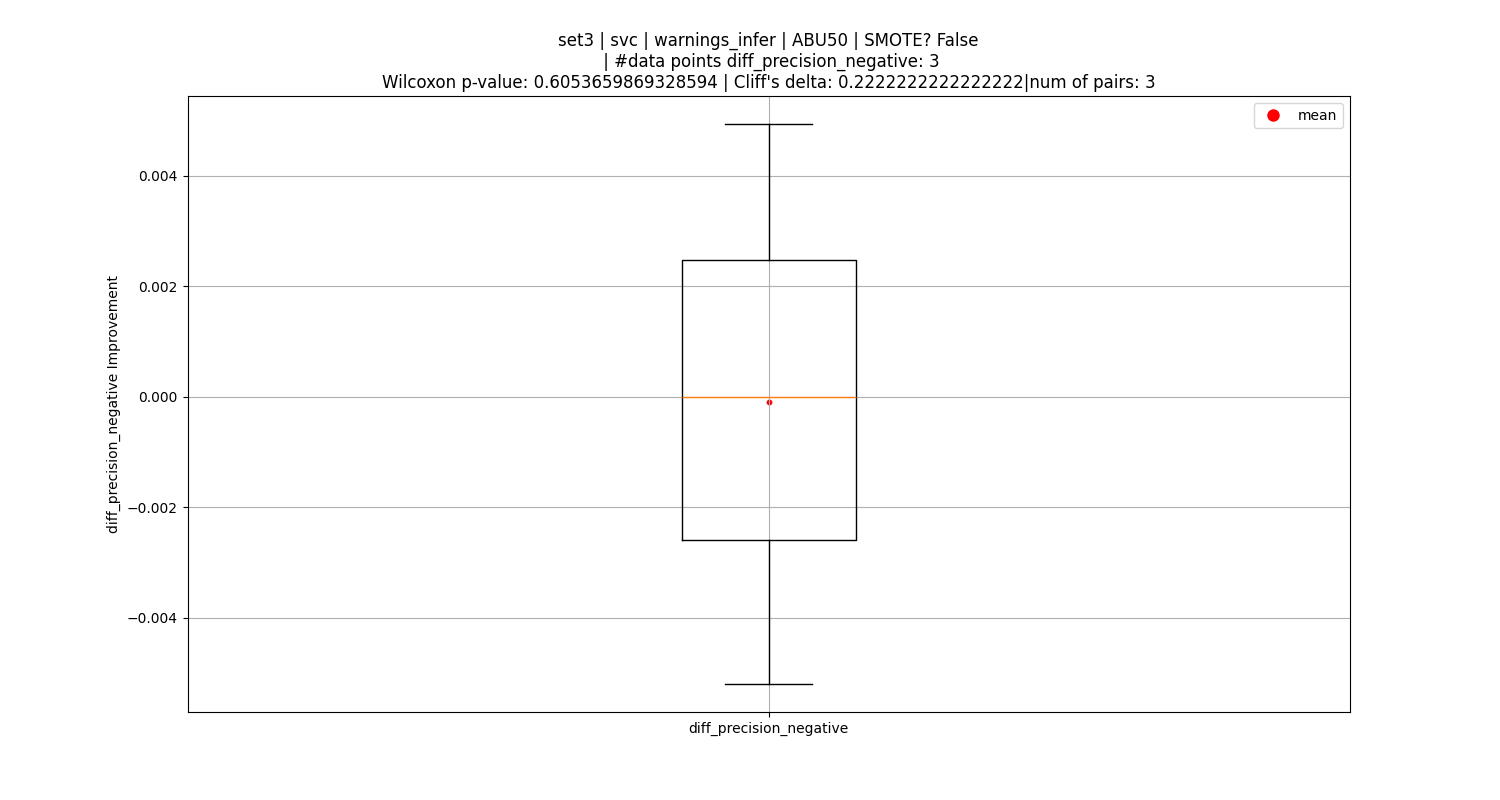 set3 | svc | warnings_infer | ABU50 | SMOTE? False
| #data points diff_precision_negative: 3
Wilcoxon p-value: 0.6053659869328594 | Cliff's delta: 0.2222222222222222|num of pairs: 3
mean
0.004
0.002
0.000
−0.002
−0.004
diff_precision_negative Improvement
diff_precision_negative